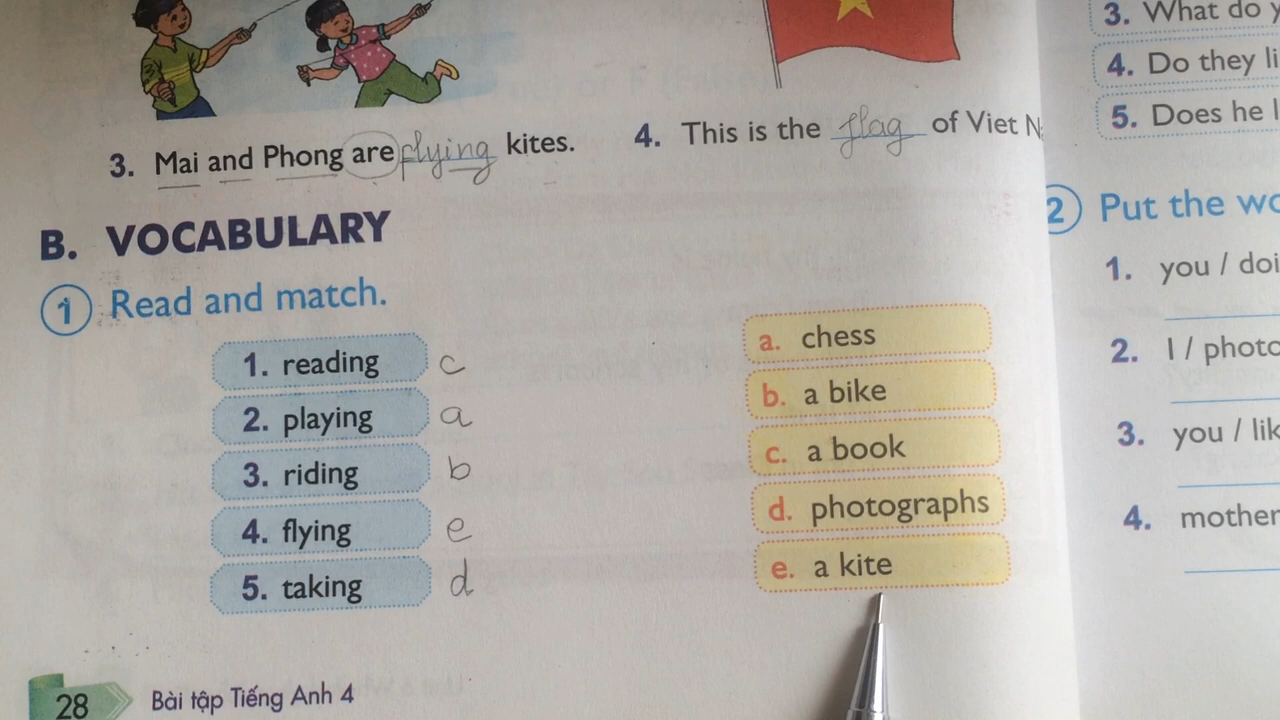 3. Mai and Phong are flying kites.
4. This is the flag of Viet N
B. VOCABULARY
1 Read and match.
1. reading c
2. playing a
3. riding b
4. flying e
5. taking d
a. chess
b. a bike
c. a book
d. photographs
e. a kite
28 Bài tập Tiếng Anh 4
3. What do y
4. Do they li
5. Does he l
2 Put the wo
1. you / doi
2. I / photo
3. you / lik
4. mother